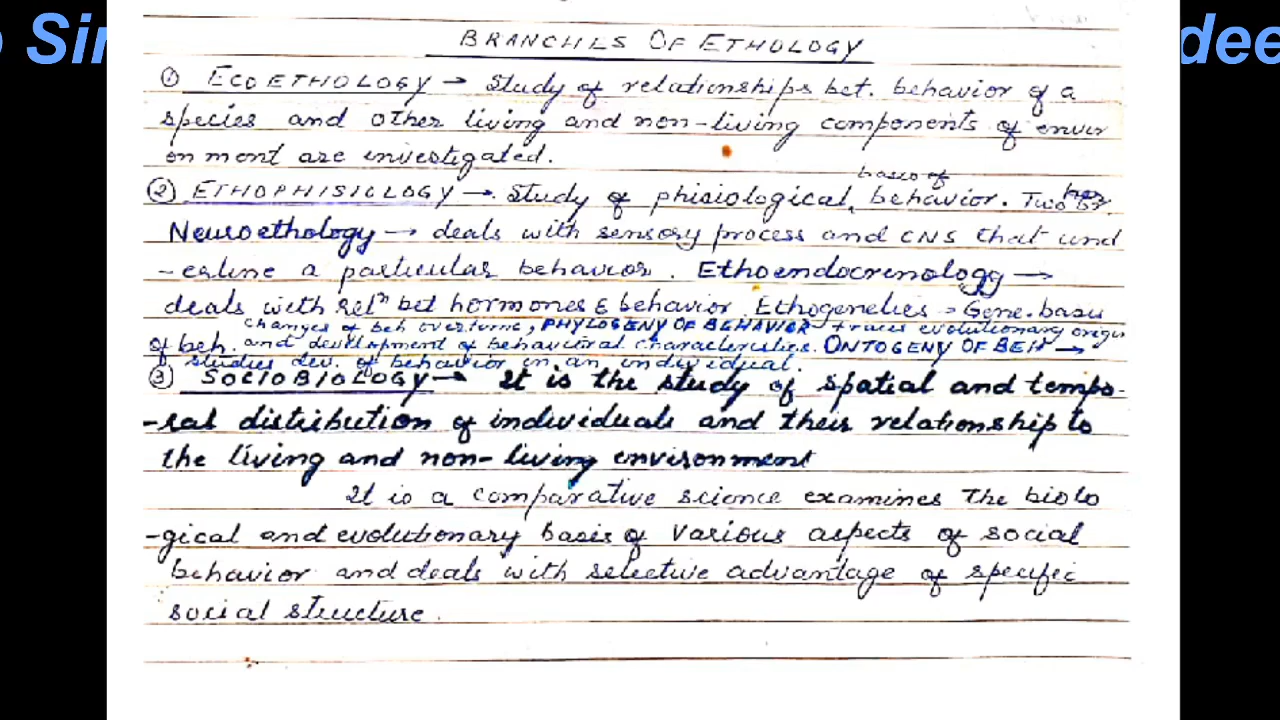 o Sin
dee
BRANCHES OF ETHOLOGY
① ECOETHOLOGY → Study of relationships bet. behavior of a
species and other living and non-living components of envir
onment are investigated.
② ETHOPHISIOLOGY → Study of phisiological basis of behavior. Two br.
Neuroethology → deals with sensory process and CNS that und
-erline a particular behavior. Ethoendocrenology →
deals with relⁿ bet hormones & behavior. Ethogenetics → Gene. basis
changes of beh overtime, PHYLOGENY OF BEHAVIOR traces evolutionary origin
of beh. and development of behavioral characteristics. ONTOGENY OF BEH →
studies dev. of behavior in an individual.
③ SOCIOBIOLOGY → It is the study of spatial and tempo-
-ral distribution of individuals and their relationship to
the living and non-living environment
It is a comparative science examines the biolo
-gical and evolutionary basis of various aspects of social
behavior and deals with selective advantage of specific
social structure.